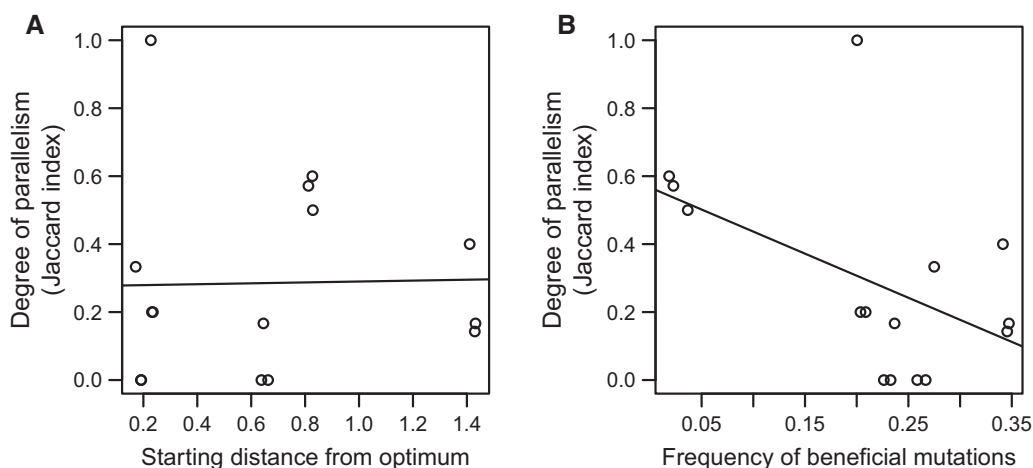 A
Degree of parallelism
(Jaccard index)
1.0
0.8
0.6
0.4
0.2
0.0
0.2 0.4 0.6 0.8 1.0 1.2 1.4
Starting distance from optimum
B
Degree of parallelism
(Jaccard index)
1.0
0.8
0.6
0.4
0.2
0.0
0.05 0.15 0.25 0.35
Frequency of beneficial mutations